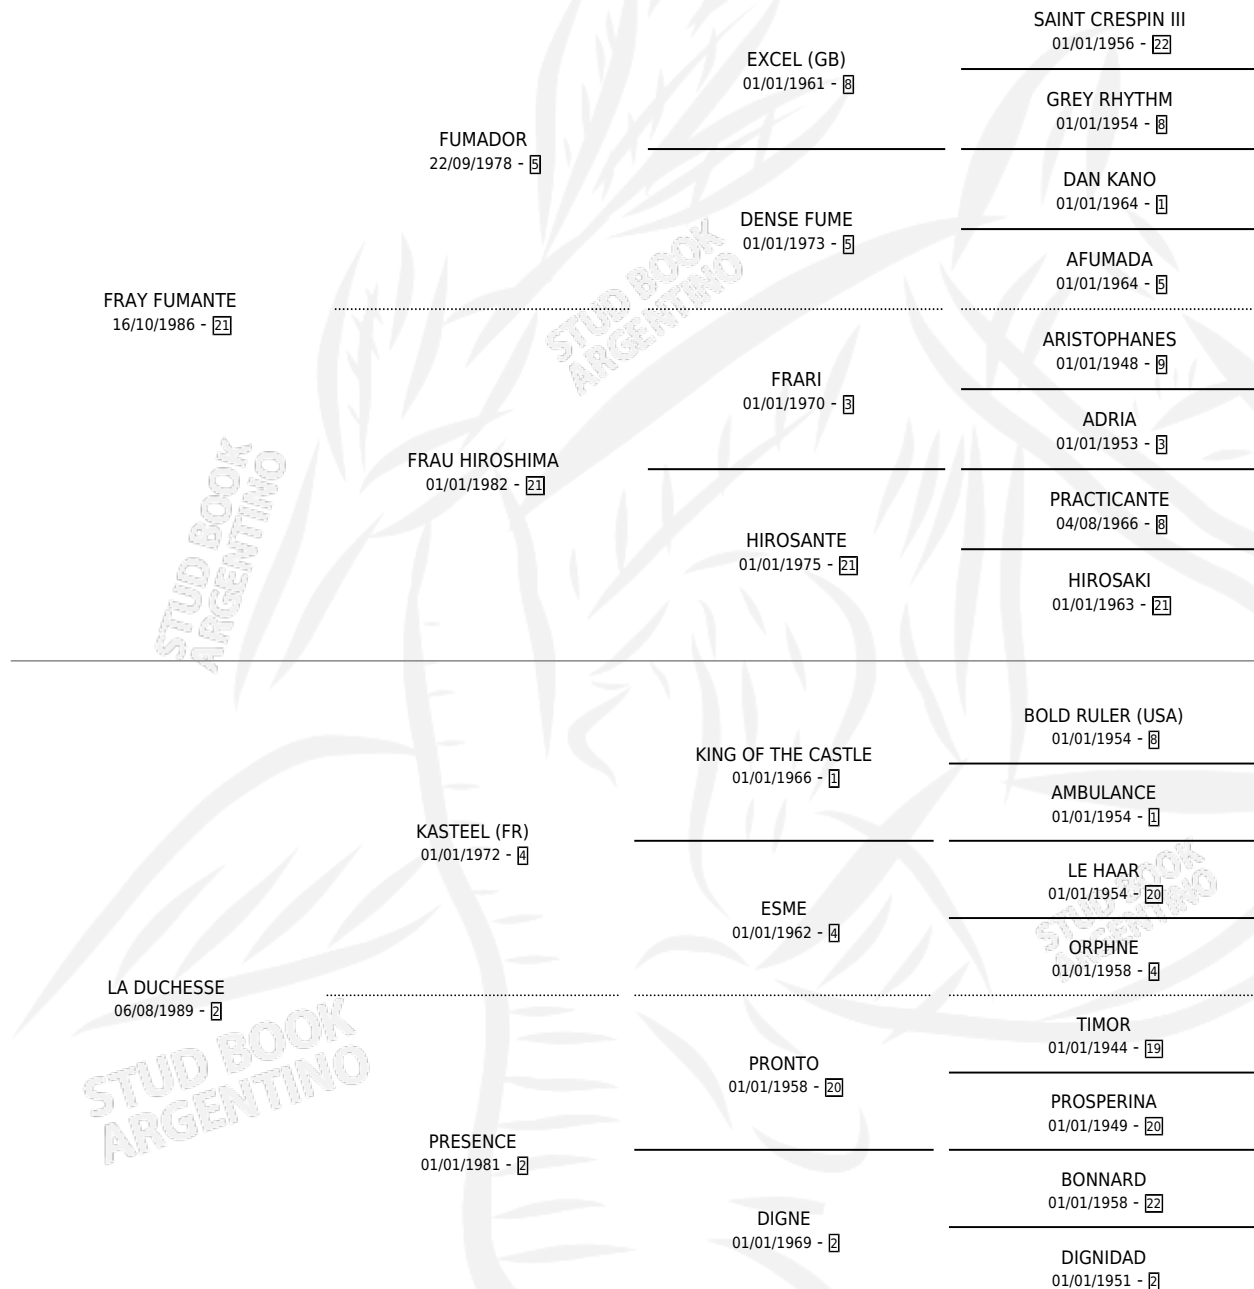 SAINT CRESPIN III
01/01/1956 - 22
EXCEL (GB)
01/01/1961 - 8
GREY RHYTHM
01/01/1954 - 8
FUMADOR
22/09/1978 - 5
DAN KANO
01/01/1964 - 1
DENSE FUME
01/01/1973 - 5
AFUMADA
01/01/1964 - 5
FRAY FUMANTE
16/10/1986 - 21
ARISTOPHANES
01/01/1948 - 9
FRARI
01/01/1970 - 3
ADRIA
01/01/1953 - 3
FRAU HIROSHIMA
01/01/1982 - 21
PRACTICANTE
04/08/1966 - 8
HIROSANTE
01/01/1975 - 21
HIROSAKI
01/01/1963 - 21
BOLD RULER (USA)
01/01/1954 - 8
KING OF THE CASTLE
01/01/1966 - 1
AMBULANCE
01/01/1954 - 1
KASTEEL (FR)
01/01/1972 - 4
LE HAAR
01/01/1954 - 20
ESME
01/01/1962 - 4
ORPHNE
01/01/1958 - 4
LA DUCHESSE
06/08/1989 - 2
TIMOR
01/01/1944 - 19
PRONTO
01/01/1958 - 20
PROSPERINA
01/01/1949 - 20
PRESENCE
01/01/1981 - 2
BONNARD
01/01/1958 - 22
DIGNE
01/01/1969 - 2
DIGNIDAD
01/01/1951 - 2
STUD BOOK
ARGENTINO
STUD BOOK
ARGENTINO
STUD BOOK
ARGENTINO
STUD BOOK
ARGENTINO